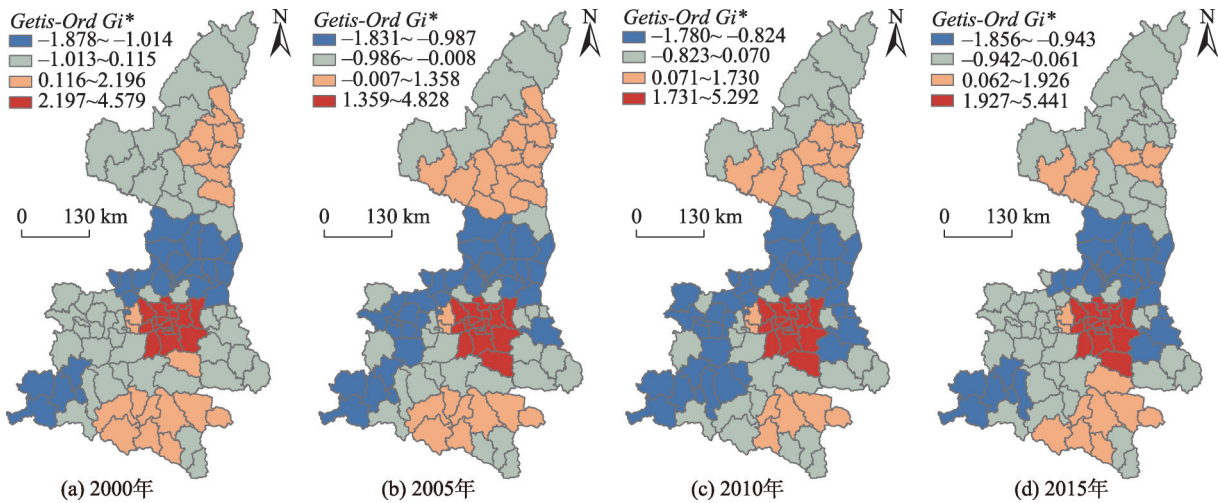 Getis-Ord Gi*
−1.878~ −1.014
−1.013~0.115
0.116~2.196
2.197~4.579
N
0 130 km
(a) 2000年
Getis-Ord Gi*
−1.831~ −0.987
−0.986~ −0.008
−0.007~1.358
1.359~4.828
N
0 130 km
(b) 2005年
Getis-Ord Gi*
−1.780~ −0.824
−0.823~0.070
0.071~1.730
1.731~5.292
N
0 130 km
(c) 2010年
Getis-Ord Gi*
−1.856~ −0.943
−0.942~0.061
0.062~1.926
1.927~5.441
N
0 130 km
(d) 2015年